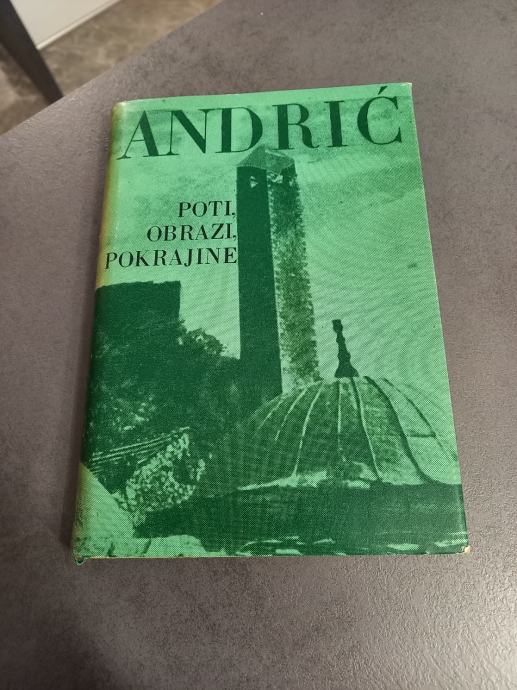 ANDRIĆ
POTI,
OBRAZI,
POKRAJINE